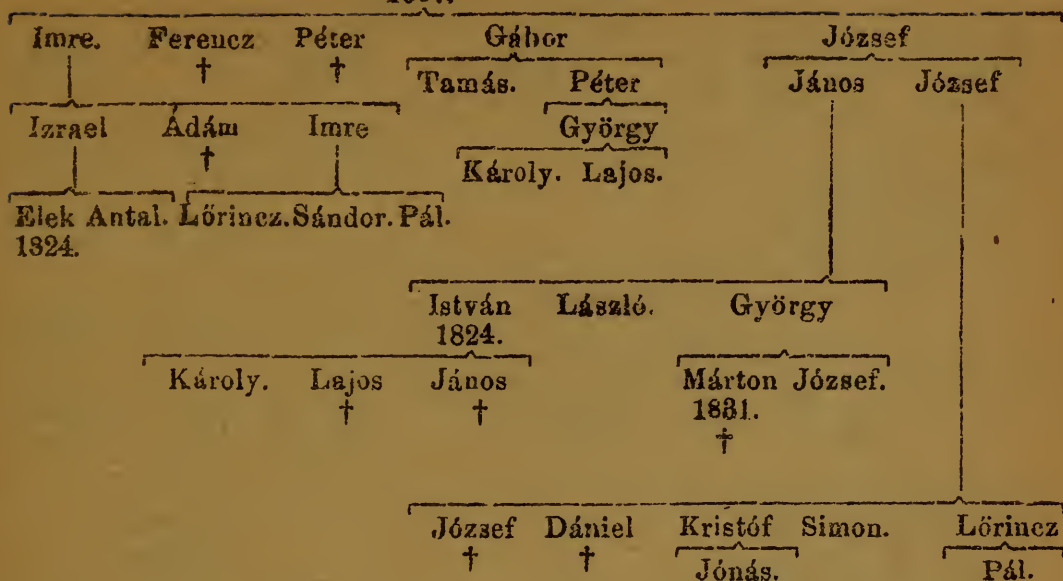 Imre. Ferencz Péter Gábor József
† †
Tamás. Péter János József
Izrael Ádám Imre György
†
Károly. Lajos.
Elek Antal. Lőrincz. Sándor. Pál.
1824.
István László. György
1824.
Károly. Lajos János Márton József.
† † 1831.
†
József Dániel Kristóf Simon. Lőrincz
† †
Jónás. Pál.